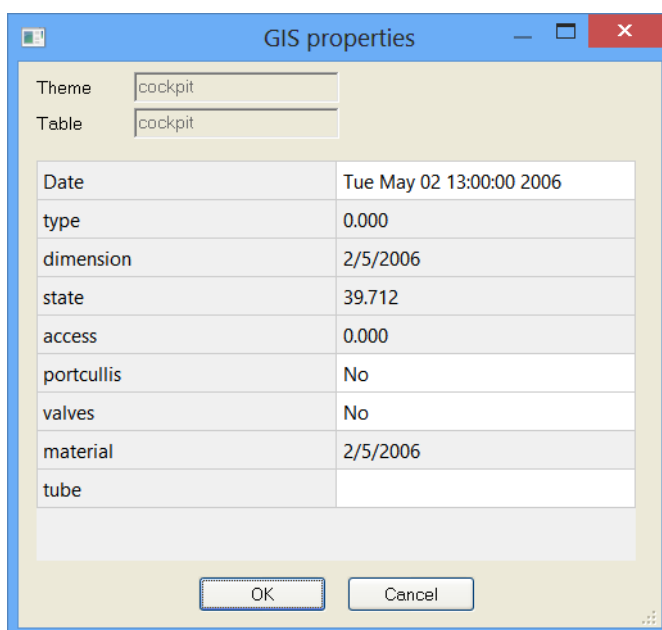 GIS properties
Theme cockpit
Table cockpit
Date Tue May 02 13:00:00 2006
type 0.000
dimension 2/5/2006
state 39.712
access 0.000
portcullis No
valves No
material 2/5/2006
tube
OK Cancel